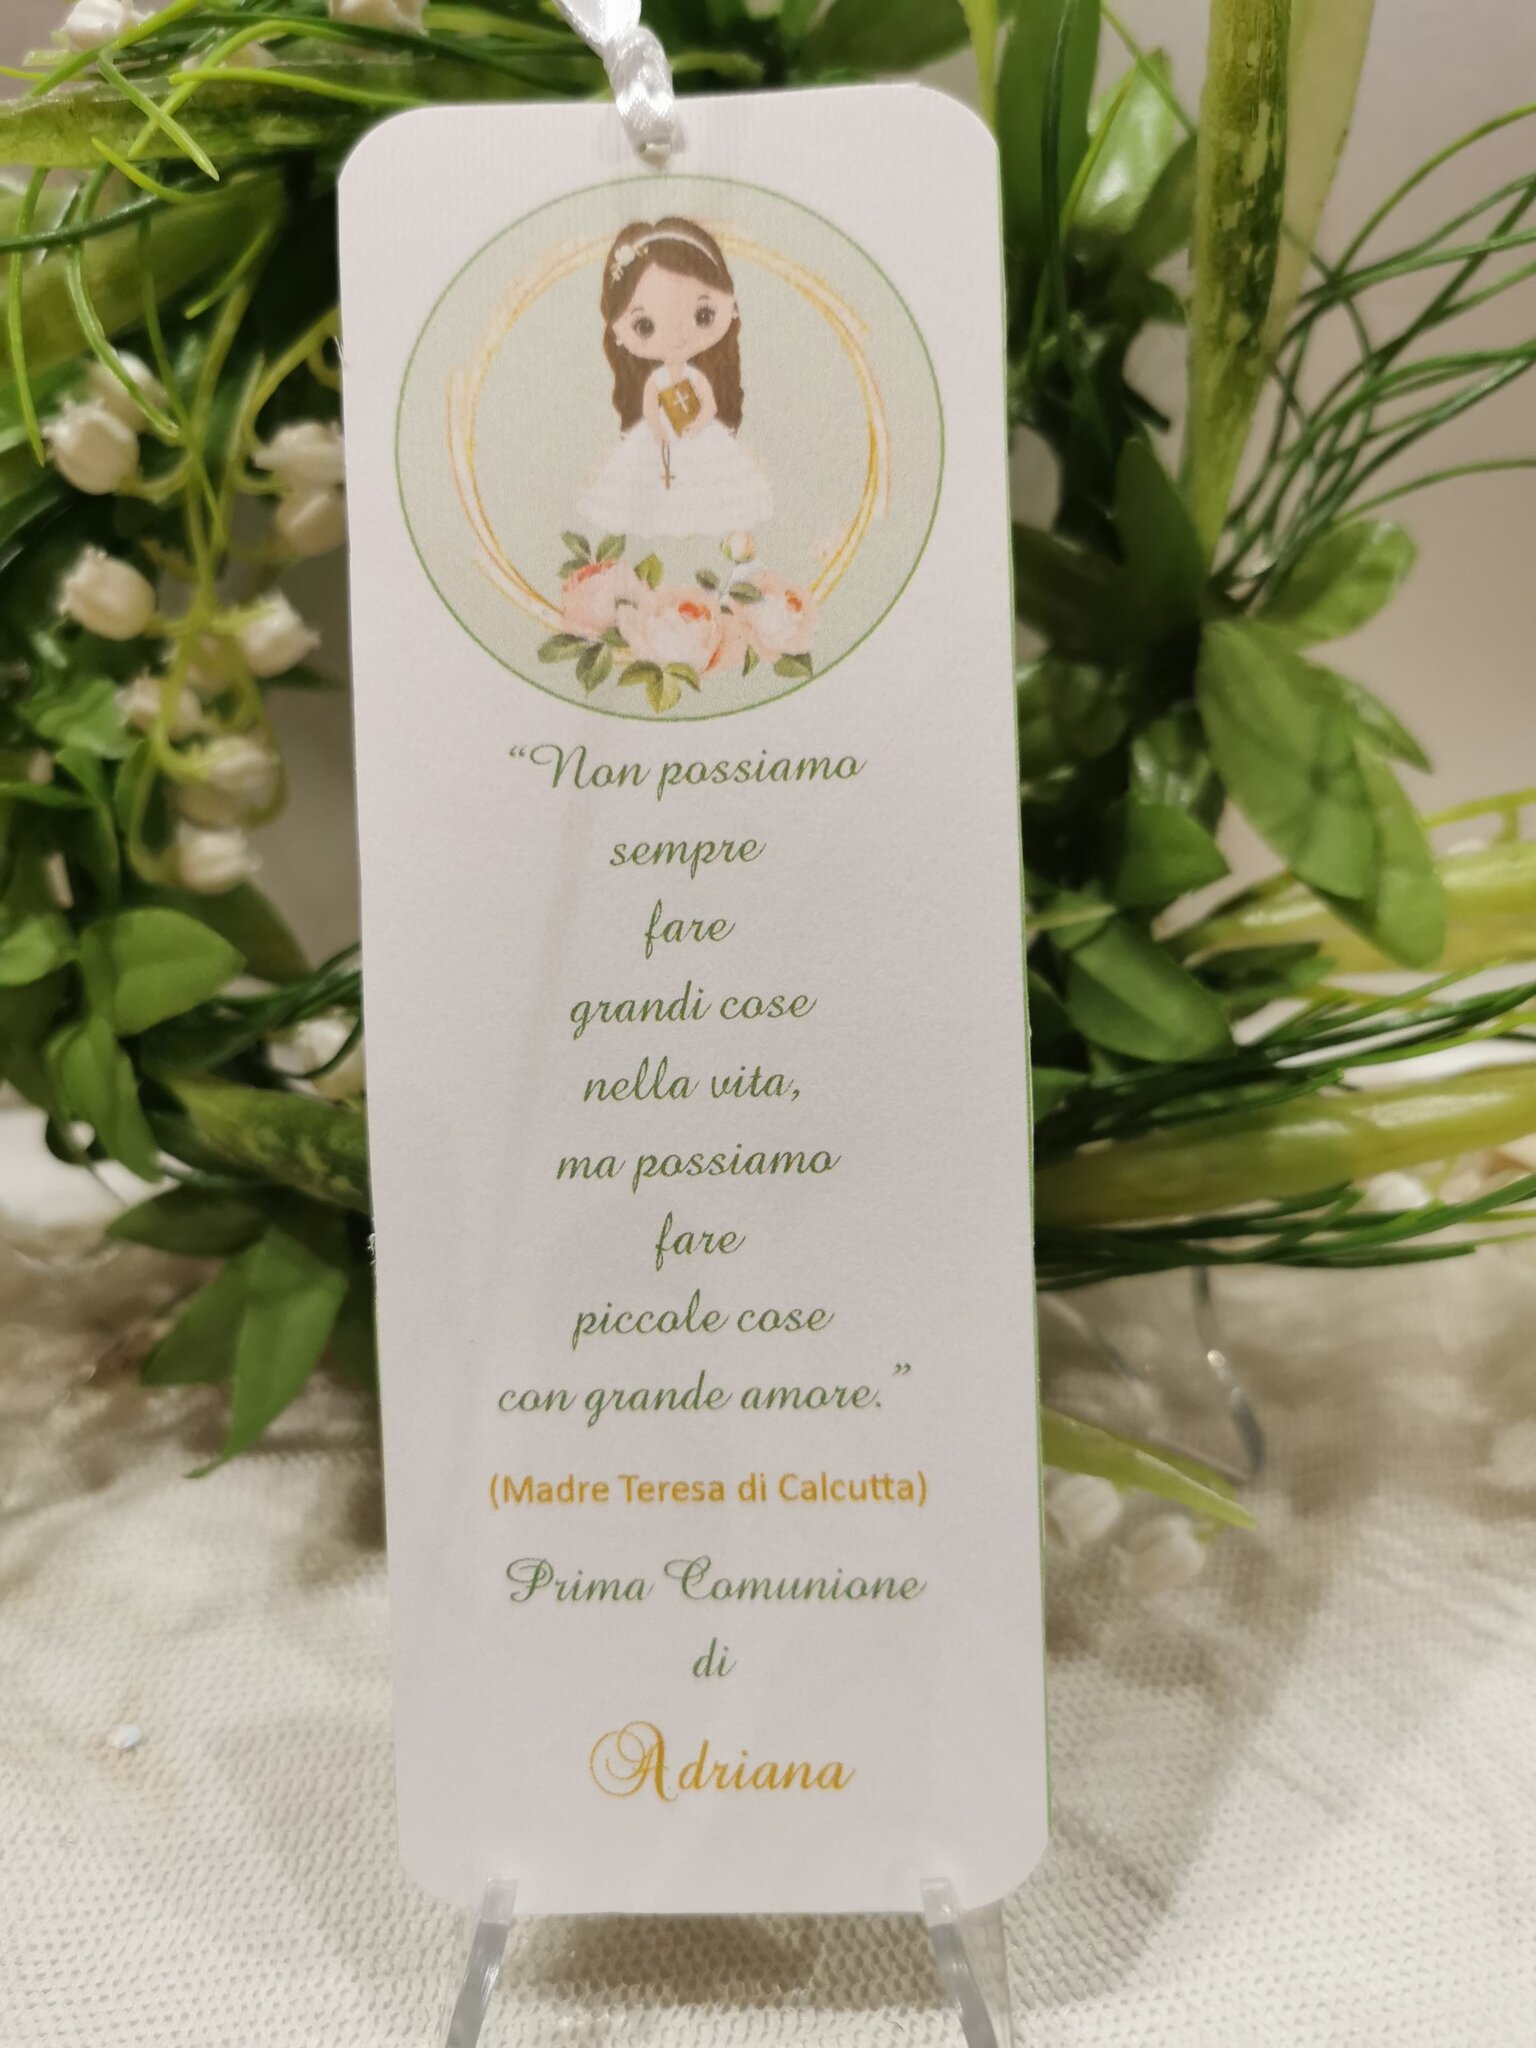 “Non possiamo
sempre
fare
grandi cose
nella vita,
ma possiamo
fare
piccole cose
con grande amore.”
(Madre Teresa di Calcutta)
Prima Comunione
di
Adriana